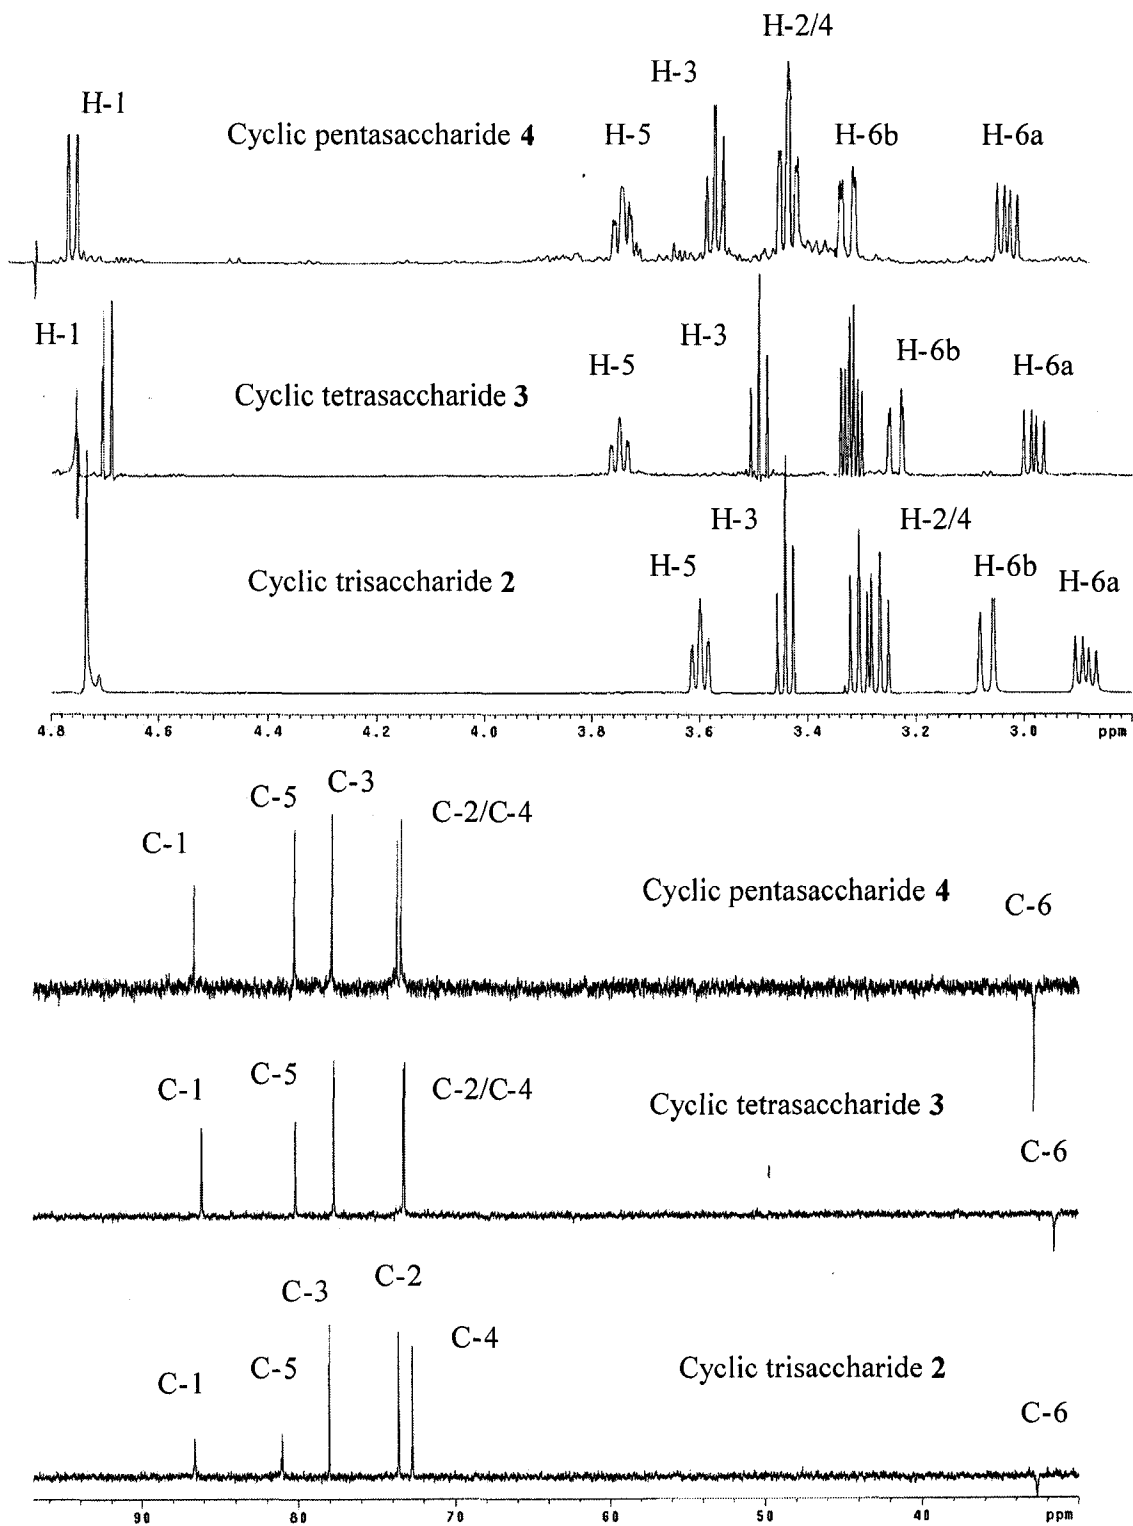 H-2/4
H-3
H-1
Cyclic pentasaccharide 4
H-5
H-6b
H-6a
H-1
H-3
H-6b
H-5
H-6a
Cyclic tetrasaccharide 3
H-3
H-2/4
H-5
H-6b
H-6a
Cyclic trisaccharide 2
4.8 4.6 4.4 4.2 4.0 3.8 3.6 3.4 3.2 3.0 ppm
C-3
C-5
C-2/C-4
C-1
Cyclic pentasaccharide 4
C-6
C-5
C-1
C-2/C-4
Cyclic tetrasaccharide 3
C-6
C-2
C-3
C-4
C-5
C-1
Cyclic trisaccharide 2
C-6
90 80 70 60 50 40 ppm